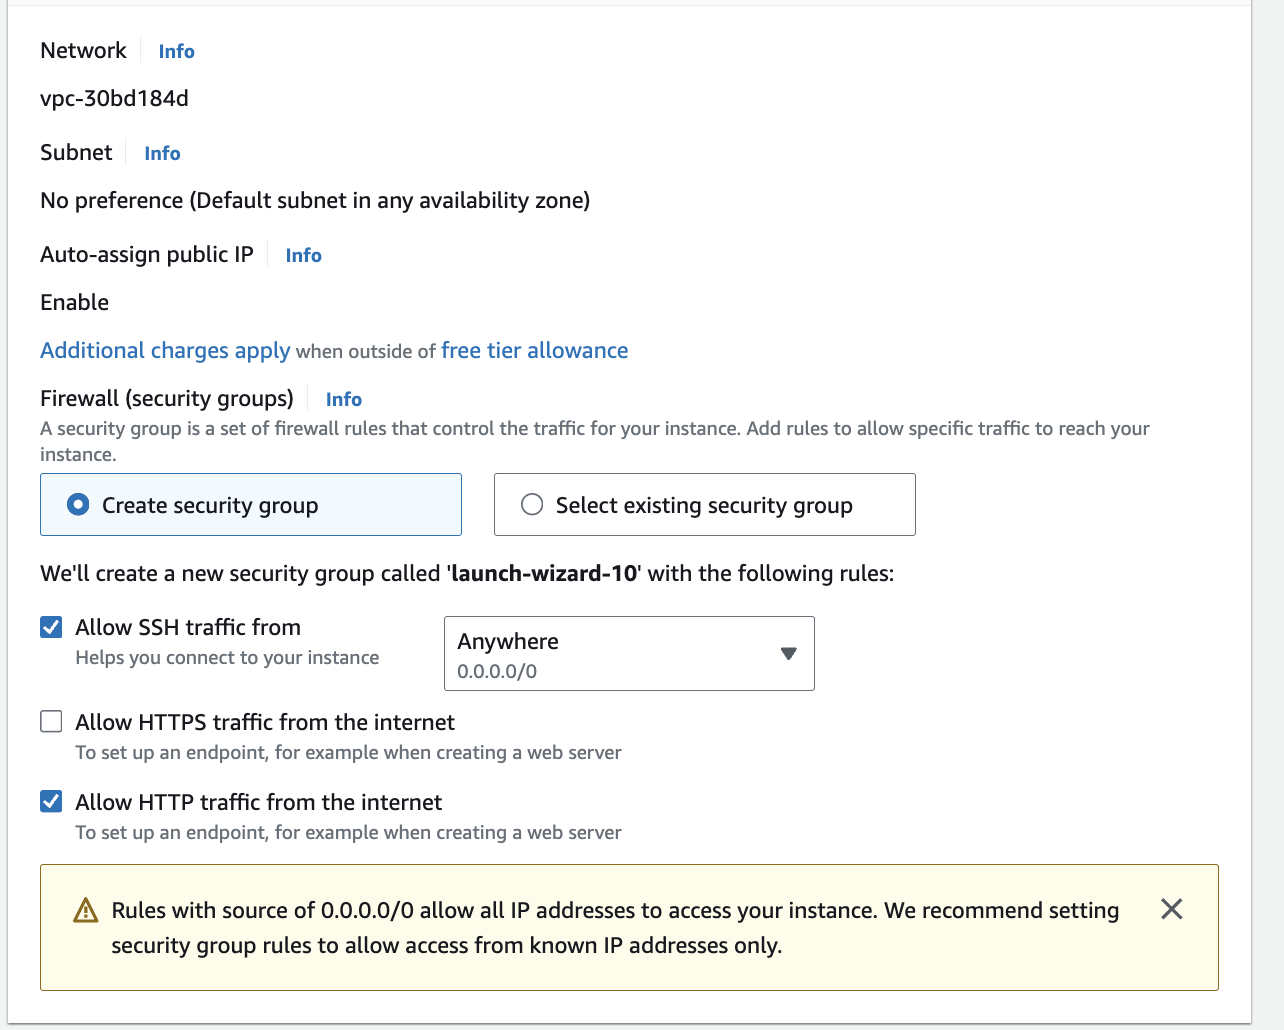 Network Info
vpc-30bd184d
Subnet Info
No preference (Default subnet in any availability zone)
Auto-assign public IP Info
Enable
Additional charges apply when outside of free tier allowance
Firewall (security groups) Info
A security group is a set of firewall rules that control the traffic for your instance. Add rules to allow specific traffic to reach your
instance.
Create security group Select existing security group
We'll create a new security group called 'launch-wizard-10' with the following rules:
Allow SSH traffic from
Helps you connect to your instance
Anywhere
0.0.0.0/0
Allow HTTPS traffic from the internet
To set up an endpoint, for example when creating a web server
Allow HTTP traffic from the internet
To set up an endpoint, for example when creating a web server
Rules with source of 0.0.0.0/0 allow all IP addresses to access your instance. We recommend setting
security group rules to allow access from known IP addresses only.